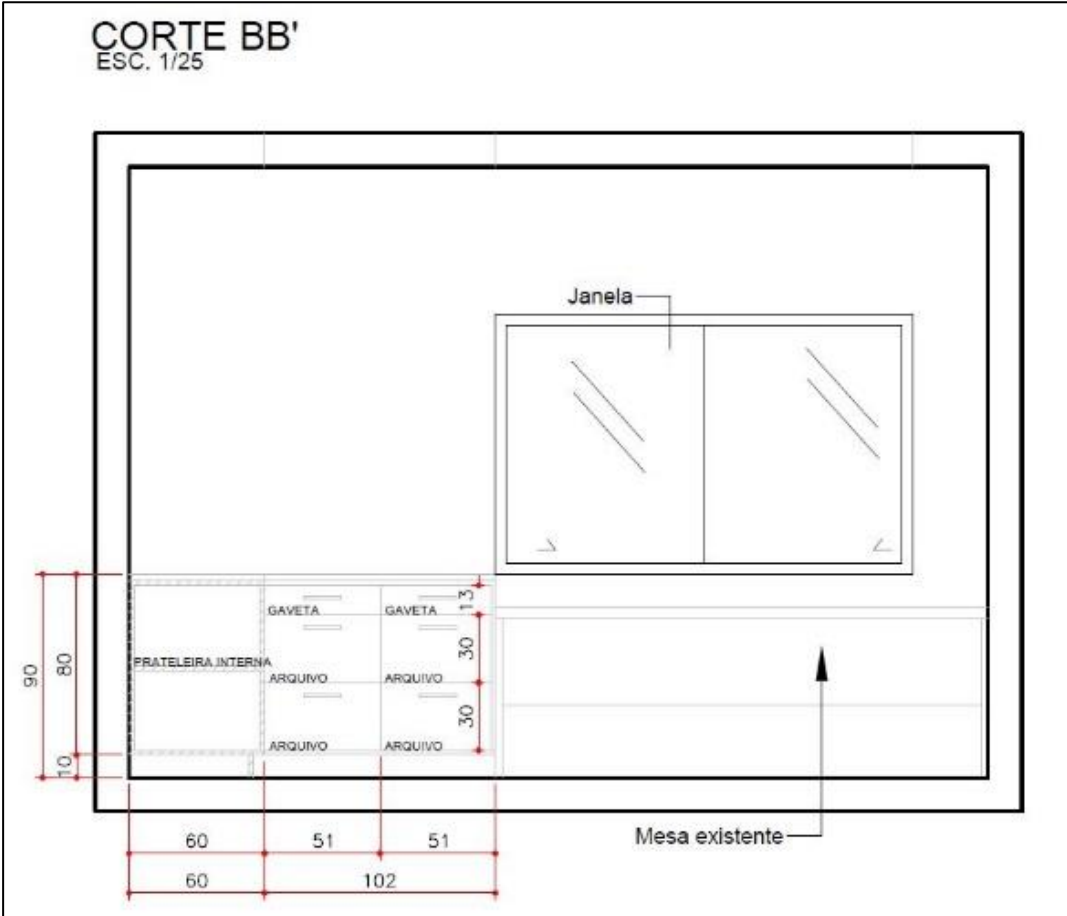 CORTE BB'
ESC. 1/25
Janela
GAVETA
GAVETA
13
PRATELEIRA INTERNA
30
ARQUIVO
ARQUIVO
90
80
30
ARQUIVO
ARQUIVO
10
60
51
51
Mesa existente
60
102